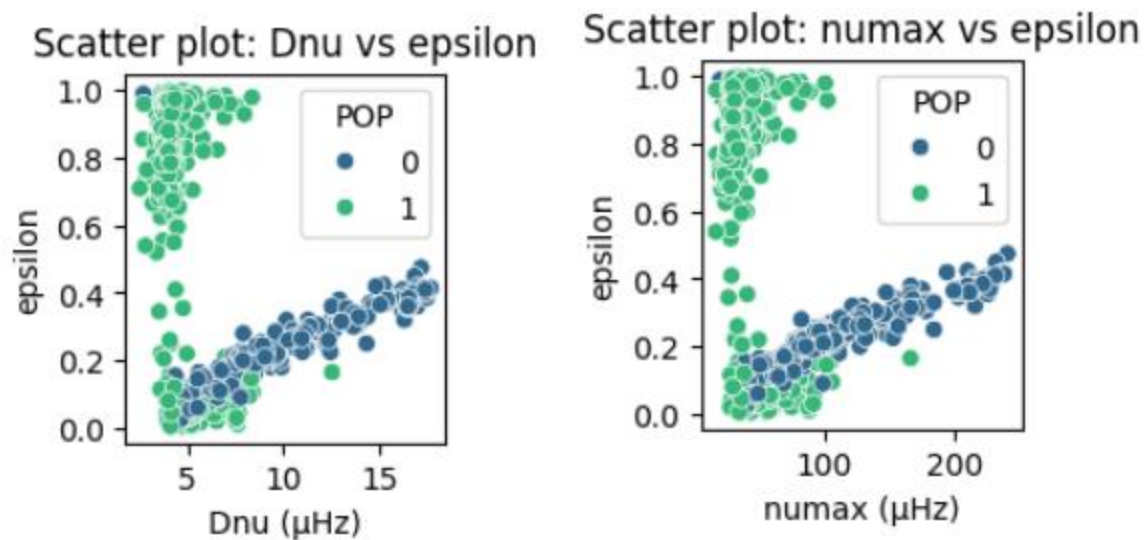 Scatter plot: Dnu vs epsilon
epsilon
1.0
0.8
0.6
0.4
0.2
0.0
POP
0
1
5 10 15
Dnu (μHz)
Scatter plot: numax vs epsilon
epsilon
1.0
0.8
0.6
0.4
0.2
0.0
POP
0
1
100 200
numax (μHz)